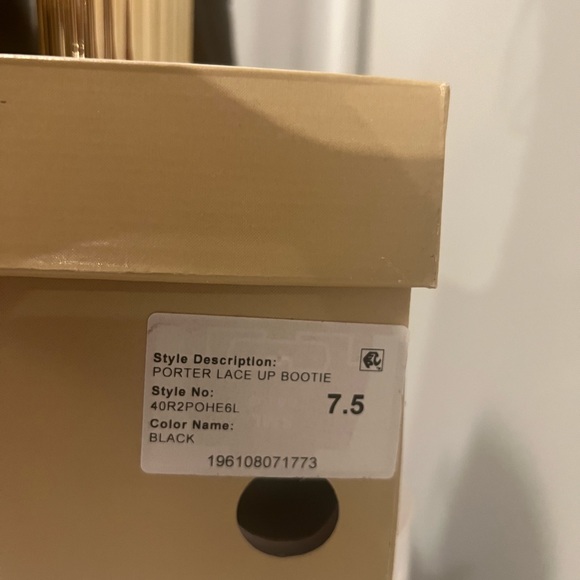 Style Description:
PORTER LACE UP BOOTIE
Style No:
40R2POHE6L
7.5
Color Name:
BLACK
196108071773